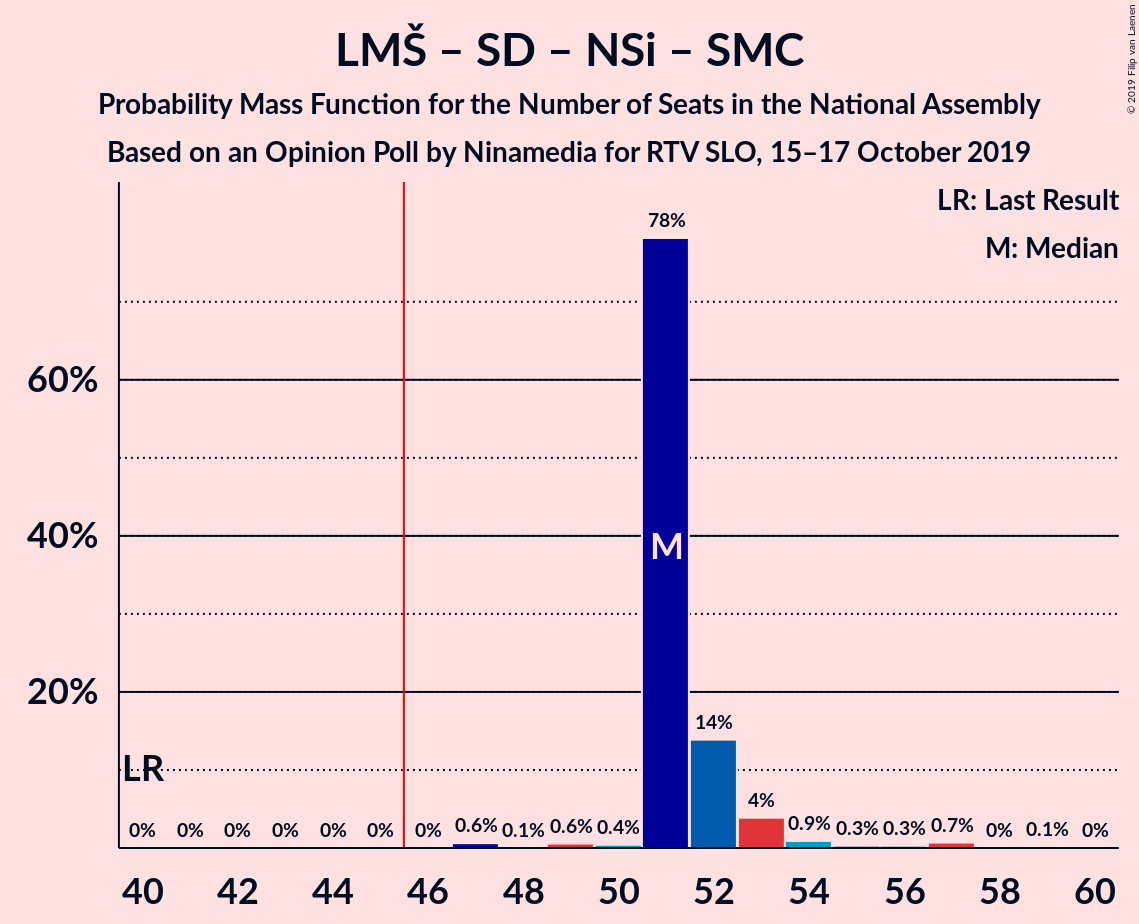 LMŠ – SD – NSi – SMC
Probability Mass Function for the Number of Seats in the National Assembly
Based on an Opinion Poll by Ninamedia for RTV SLO, 15–17 October 2019
© 2019 Filip van Laenen
LR: Last Result
M: Median
78%
60%
40%
M
20%
14%
LR
4%
0% 0% 0% 0% 0% 0% 0% 0.6% 0.1% 0.6% 0.4% 0.9% 0.3% 0.3% 0.7% 0% 0.1% 0%
40 42 44 46 48 50 52 54 56 58 60